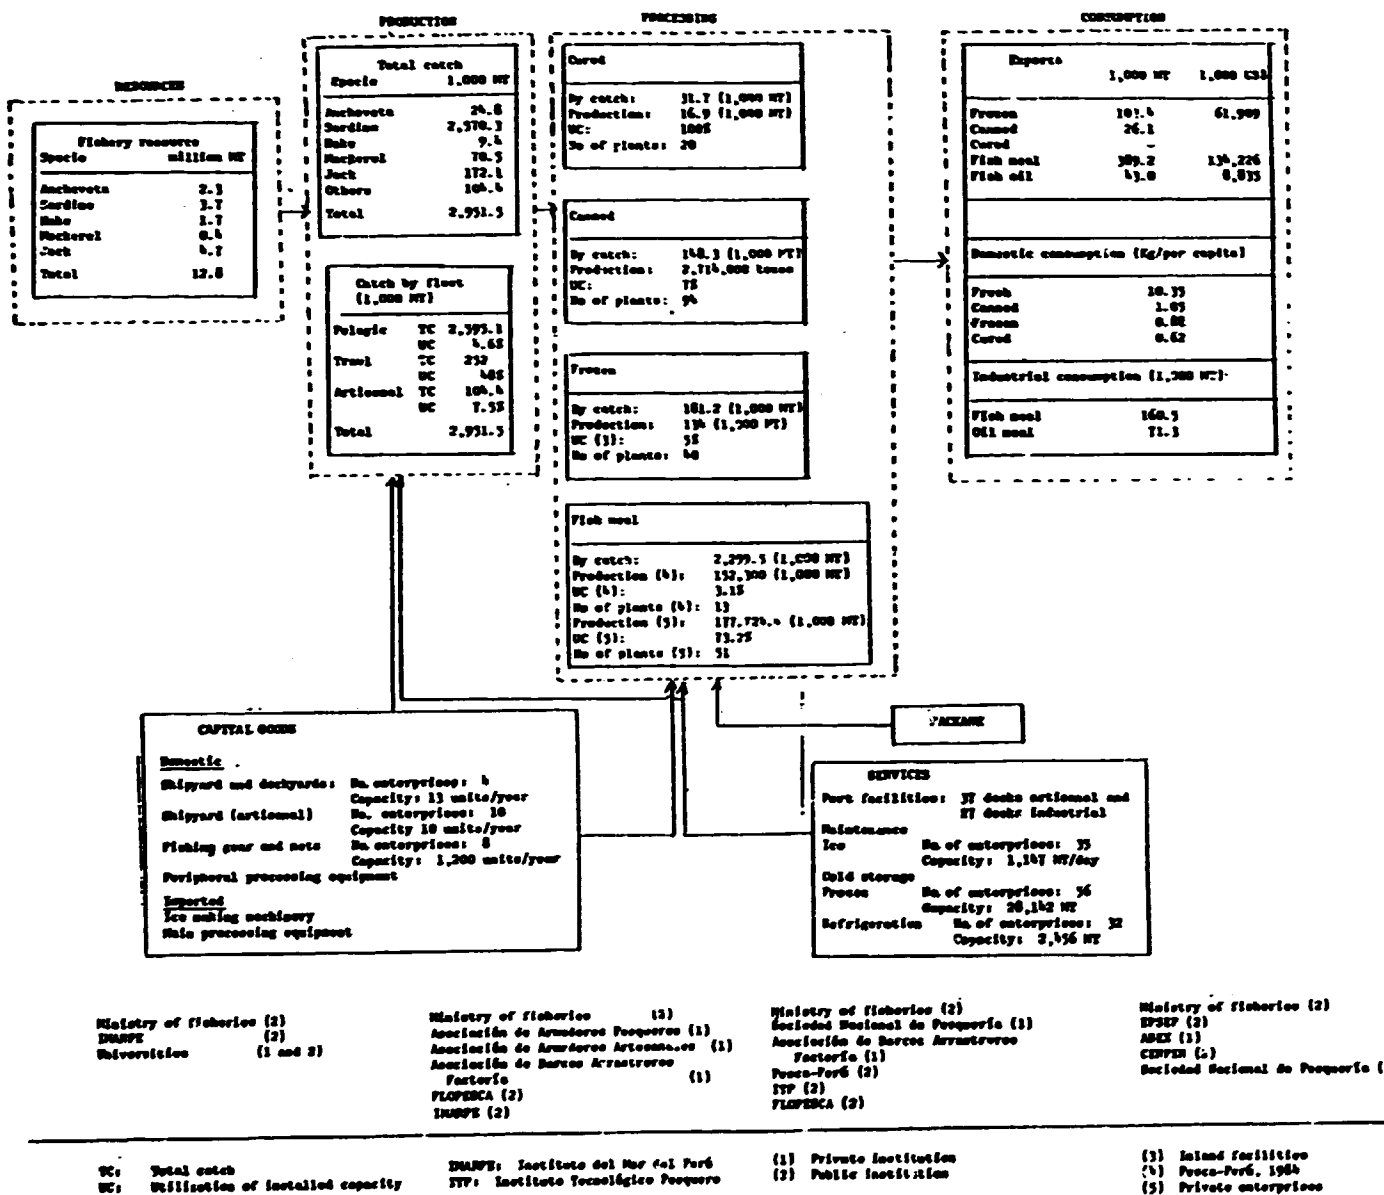 RESOURCES
Fishery resource
Specie million MT
Anchoveta 2.3
Sardine 3.7
Hake 1.7
Mackerel 0.4
Jack 4.7
Total 12.8
PRODUCTION
Total catch
Specie 1,000 MT
Anchoveta 24.8
Sardine 2,570.3
Hake 9.4
Mackerel 70.5
Jack 172.1
Others 104.4
Total 2,951.5
Catch by fleet
(1,000 MT)
Pelagic TC 2,595.1
UC 4.6%
Trawl TC 252
UC 48%
Artisanal TC 104.4
UC 7.5%
Total 2,951.5
PROCESSING
Cured
By catch: 31.7 (1,000 MT)
Production: 16.9 (1,000 MT)
UC: 100%
No of plants: 20
Canned
By catch: 148.3 (1,000 MT)
Production: 2,714,000 tonne
UC: 7%
No of plants: 94
Frozen
By catch: 181.2 (1,000 MT)
Production: 134 (1,000 MT)
UC (3): 5%
No of plants: 40
Fish meal
By catch: 2,299.5 (1,000 MT)
Production (4): 152,300 (1,000 MT)
UC (4): 3.1%
No of plants (4): 13
Production (5): 177.724.4 (1,000 MT)
UC (5): 73.2%
No of plants (5): 51
CONSUMPTION
Exports
1,000 MT 1,000 US$
Frozen 101.4 61,909
Canned 26.1
Cured -
Fish meal 389.2 134,226
Fish oil 43.0 8,835
Domestic consumption (Kg/per capita)
Fresh 10.35
Canned 1.05
Frozen 0.82
Cured 0.62
Industrial consumption (1,000 MT)
Fish meal 160.5
Oil meal 71.3
CAPITAL GOODS
Domestic
Shipyard and dockyards: No. enterprises: 4
Capacity: 13 units/year
Shipyard (artisanal) No. enterprises: 10
Capacity 10 units/year
Fishing gear and nets No. enterprises: 8
Capacity: 1,200 units/year
Peripheral processing equipment
Imported
Ice making machinery
Main processing equipment
PACKAGE
SERVICES
Port facilities: 37 docks artisanal and
27 docks industrial
Maintenance
Ice No of enterprises: 35
Capacity: 1,147 MT/day
Cold storage
Frozen No of enterprises: 56
Capacity: 28,142 MT
Refrigeration No of enterprises: 32
Capacity: 2,456 MT
Ministry of fisheries (2)
IMARPE (2)
Universities (1 and 2)
Ministry of fisheries (2)
Asociación de Armadores Pesqueros (1)
Asociación de Armadores Artesanales (1)
Asociación de Barcos Arrastreros
Factoría (1)
FLOPESCA (2)
IMARPE (2)
Ministry of fisheries (2)
Sociedad Nacional de Pesquería (1)
Asociación de Barcos Arrastreros
Factoría (1)
Pesca-Perú (2)
ITP (2)
FLOPESCA (2)
Ministry of fisheries (2)
EPSEP (2)
ADEX (1)
Sociedad Nacional de Pesquería (
TC: Total catch
UC: Utilisation of installed capacity
IMARPE: Instituto del Mar del Perú
ITP: Instituto Tecnológico Pesquero
(1) Private institution
(2) Public institution
(3) Inland facilities
(4) Pesca-Perú, 1984
(5) Private enterprises